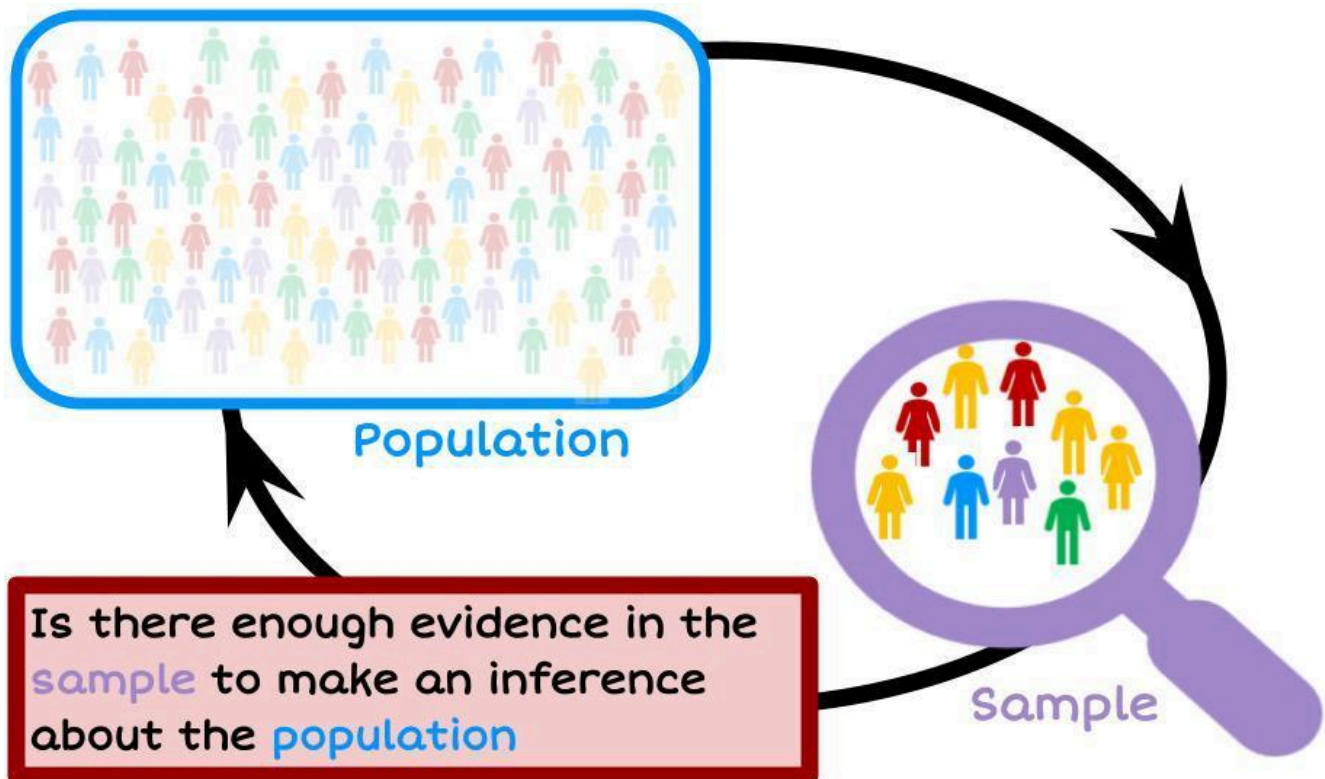 Population
Sample
Is there enough evidence in the
sample to make an inference
about the population